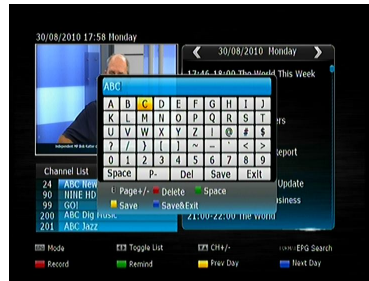 30/08/2010 17:58 Monday
30/08/2010 Monday
17:46-18:00 The World This Week
ABC
A B C D E F G H I J
K L M N O P Q R S T
U V W X Y Z ! @ # $
? / } [ ] ~ – ' < >
0 1 2 3 4 5 6 7 8 9
Space P- Del Save Exit
Page+/- Delete Space
Save Save&Exit
ers
eport
Update
siness
21:00-22:00 The World
Channel List
24 ABC New
90 NINE HD
99 GO!
200 ABC Dig Music
201 ABC Jazz
Mode Toggle List CH+/- EPG Search
Record Remind Prev Day Next Day